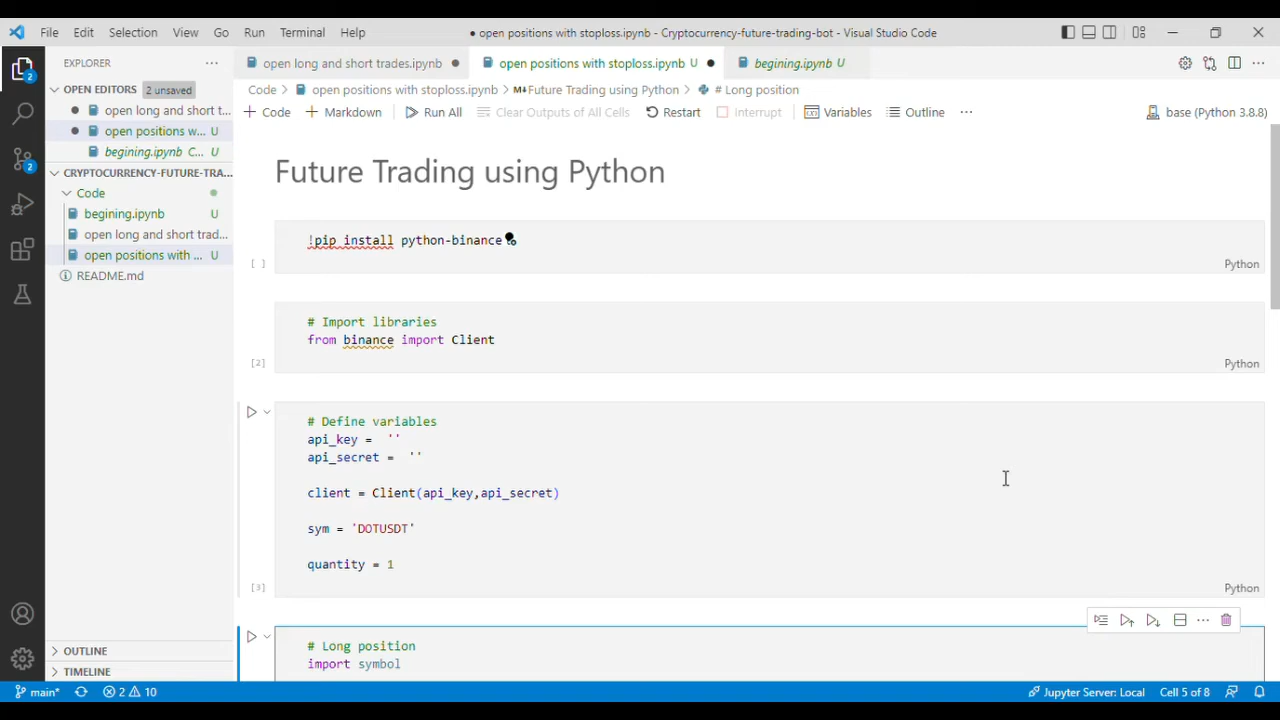 File Edit Selection View Go Run Terminal Help
● open positions with stoploss.ipynb - Cryptocurrency-future-trading-bot - Visual Studio Code
EXPLORER
OPEN EDITORS 2 unsaved
open long and short t...
open positions w... U
begining.ipynb C... U
CRYPTOCURRENCY-FUTURE-TRA...
Code
begining.ipynb U
open long and short trad...
open positions with ... U
README.md
OUTLINE
TIMELINE
2
2
open long and short trades.ipynb
open positions with stoploss.ipynb U
begining.ipynb U
Code > open positions with stoploss.ipynb > M↓Future Trading using Python > # Long position
+ Code + Markdown Run All Clear Outputs of All Cells Restart Interrupt Variables Outline ... base (Python 3.8.8)
Future Trading using Python
!pip install python-binance
[ ] Python
# Import libraries
from binance import Client
[2] Python
# Define variables
api_key = ''
api_secret = ''
client = Client(api_key,api_secret)
sym = 'DOTUSDT'
quantity = 1
[3] Python
# Long position
import symbol
main* 2 10 Jupyter Server: Local Cell 5 of 8